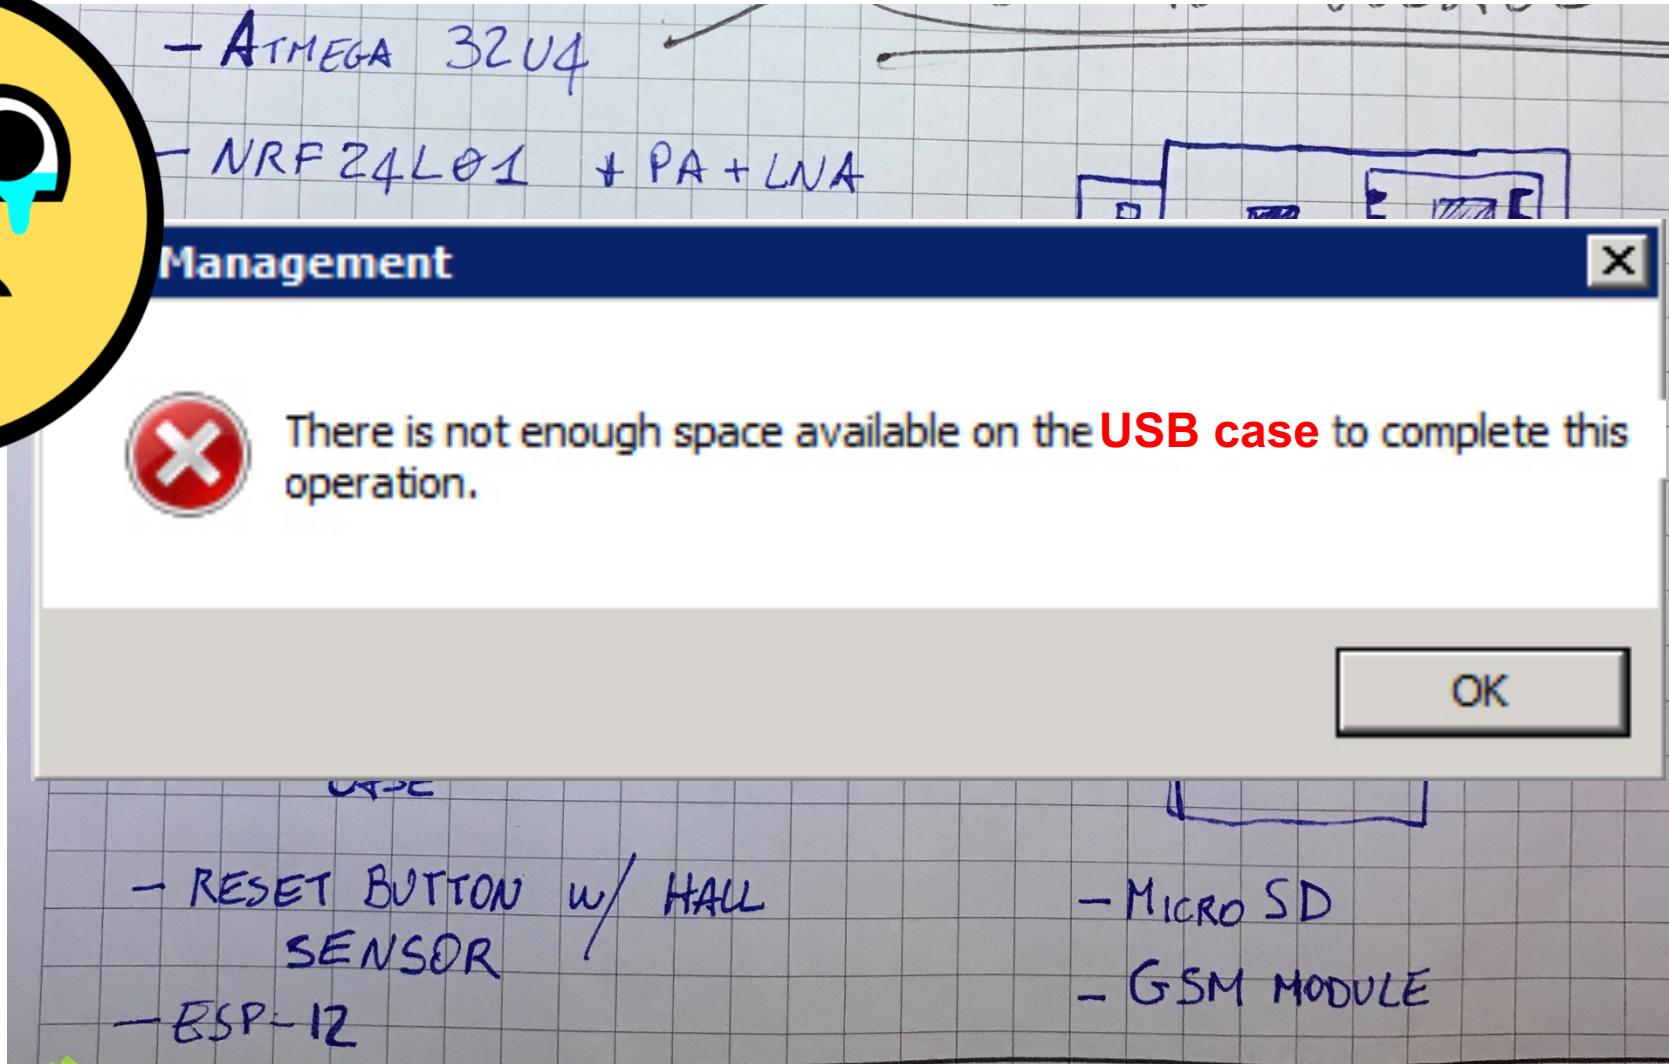 - ATMEGA 32U4
- NRF24L01 + PA + LNA
Management
There is not enough space available on the USB case to complete this
operation.
OK
CASE
- RESET BUTTON w/ HALL
SENSOR
- ESP-12
- MICRO SD
- GSM MODULE